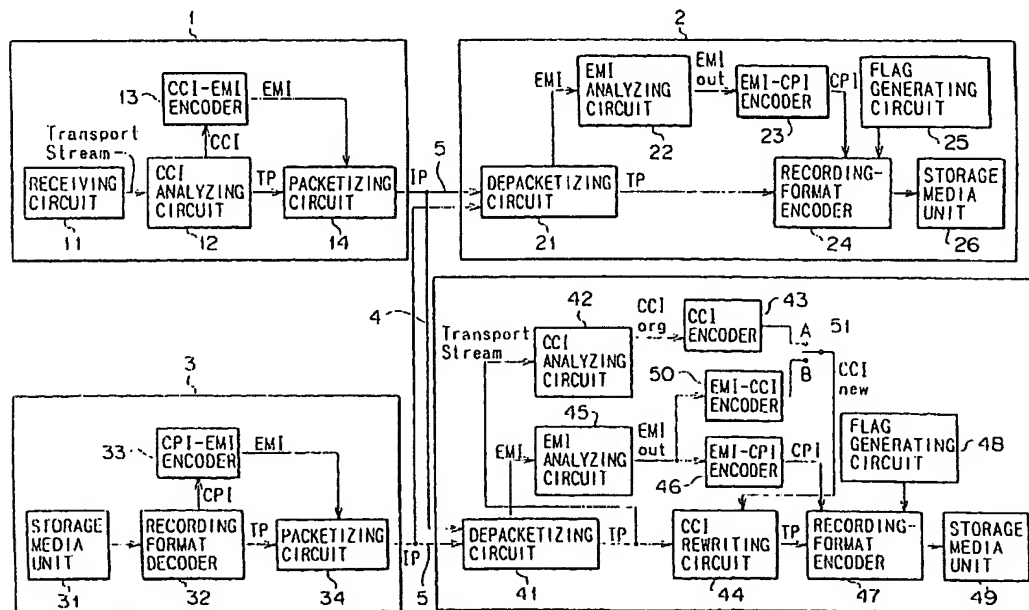 1
13
CCI-EMI
ENCODER
EMI
Transport
Stream
CCI
RECEIVING
CIRCUIT
CCI
ANALYZING
CIRCUIT
TP
PACKETIZING
CIRCUIT
IP
5
11
12
14
2
EMI
EMI
ANALYZING
CIRCUIT
22
EMI
out
EMI-CPI
ENCODER
23
CPI
FLAG
GENERATING
CIRCUIT
25
DEPACKETIZING
CIRCUIT
21
TP
RECORDING-
FORMAT
ENCODER
24
STORAGE
MEDIA
UNIT
26
4
3
33
CPI-EMI
ENCODER
EMI
CPI
STORAGE
MEDIA
UNIT
31
RECORDING
FORMAT
DECODER
32
TP
PACKETIZING
CIRCUIT
34
IP
5
Transport
Stream
42
CCI
ANALYZING
CIRCUIT
CCI
org
43
CCI
ENCODER
A
51
B
CCI
new
50
EMI-CCI
ENCODER
45
EMI
EMI
ANALYZING
CIRCUIT
EMI
out
EMI-CPI
ENCODER
46
CPI
FLAG
GENERATING
CIRCUIT
48
DEPACKETIZING
CIRCUIT
41
TP
CCI
REWRITING
CIRCUIT
44
TP
RECORDING-
FORMAT
ENCODER
47
STORAGE
MEDIA
UNIT
49